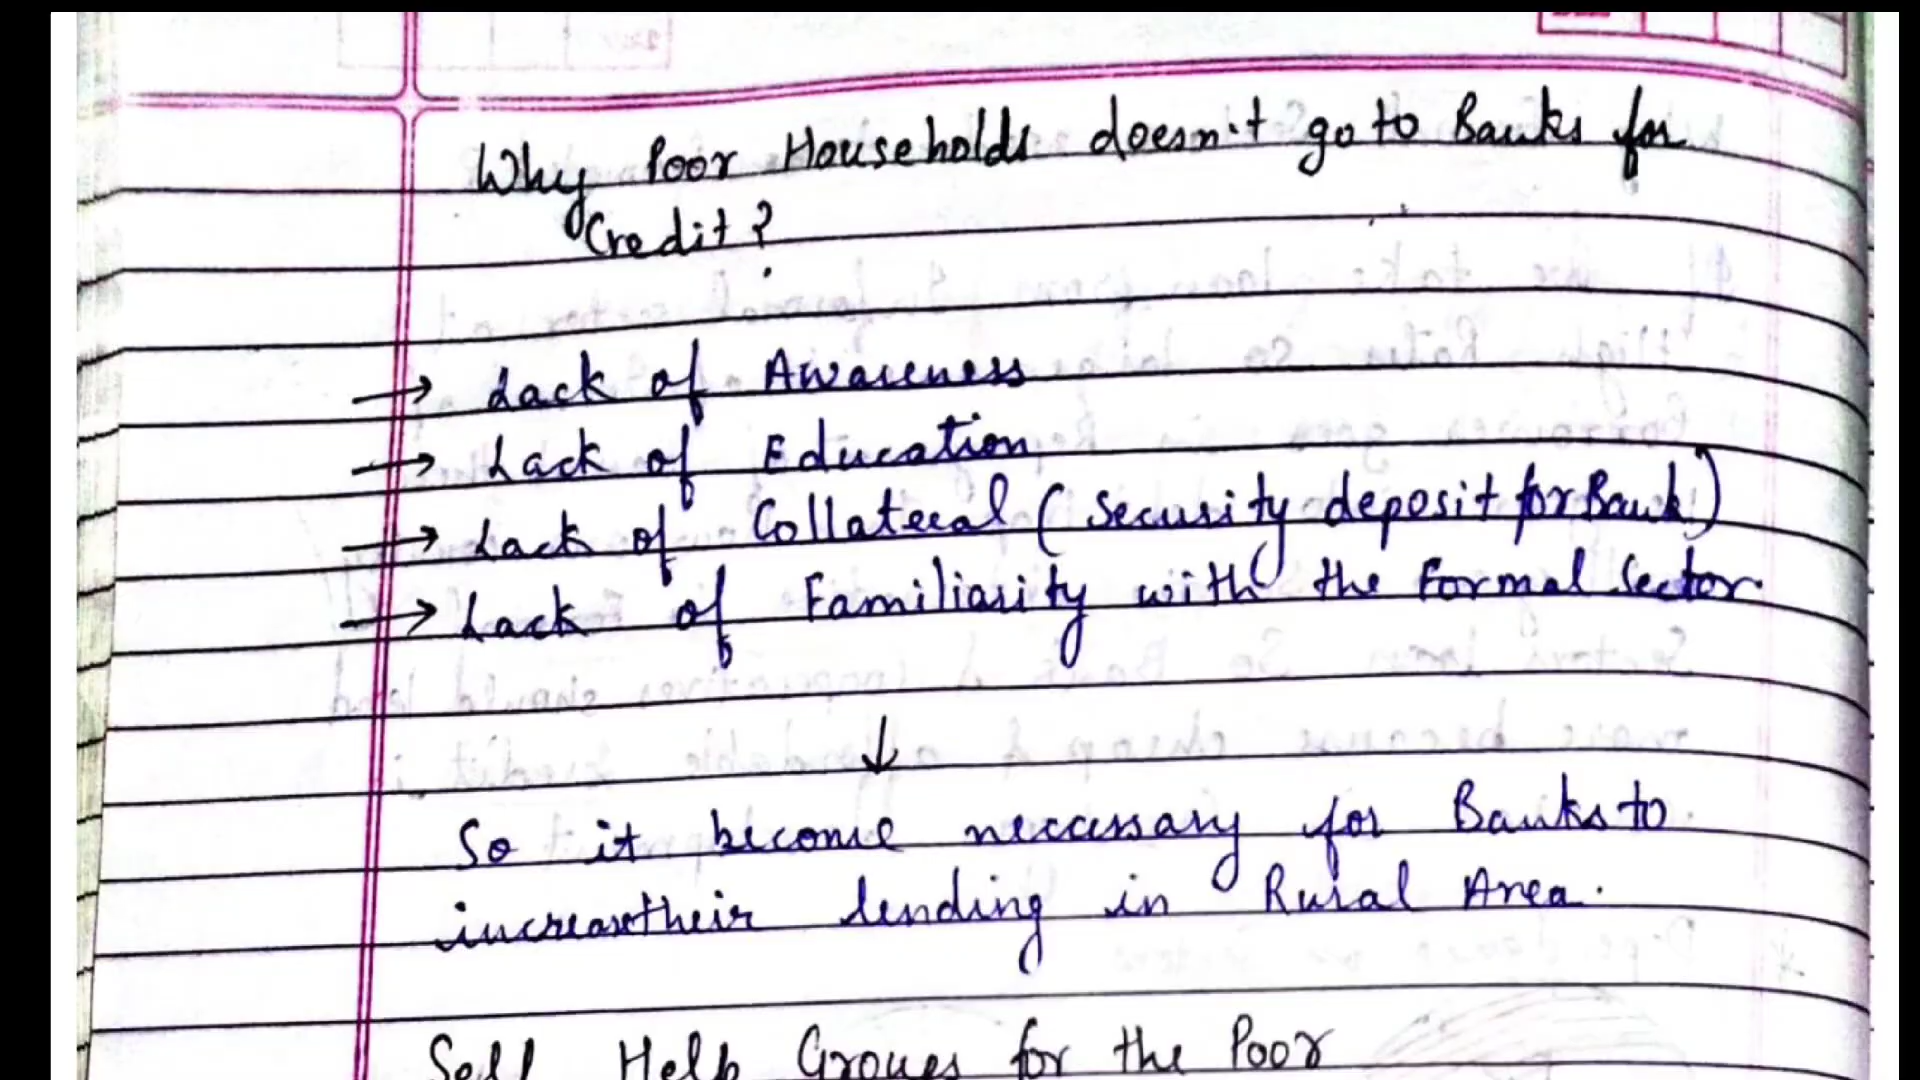 Why Poor Households doesn't go to Banks for
Credit?
→ Lack of Awareness
→ Lack of Education
→ Lack of Collateral (Security deposit for Bank)
→ Lack of Familiarity with the Formal Sector.
↓
So it become neccessary for Banks to
increase their lending in Rural Area.
Self Help Groups for the Poor